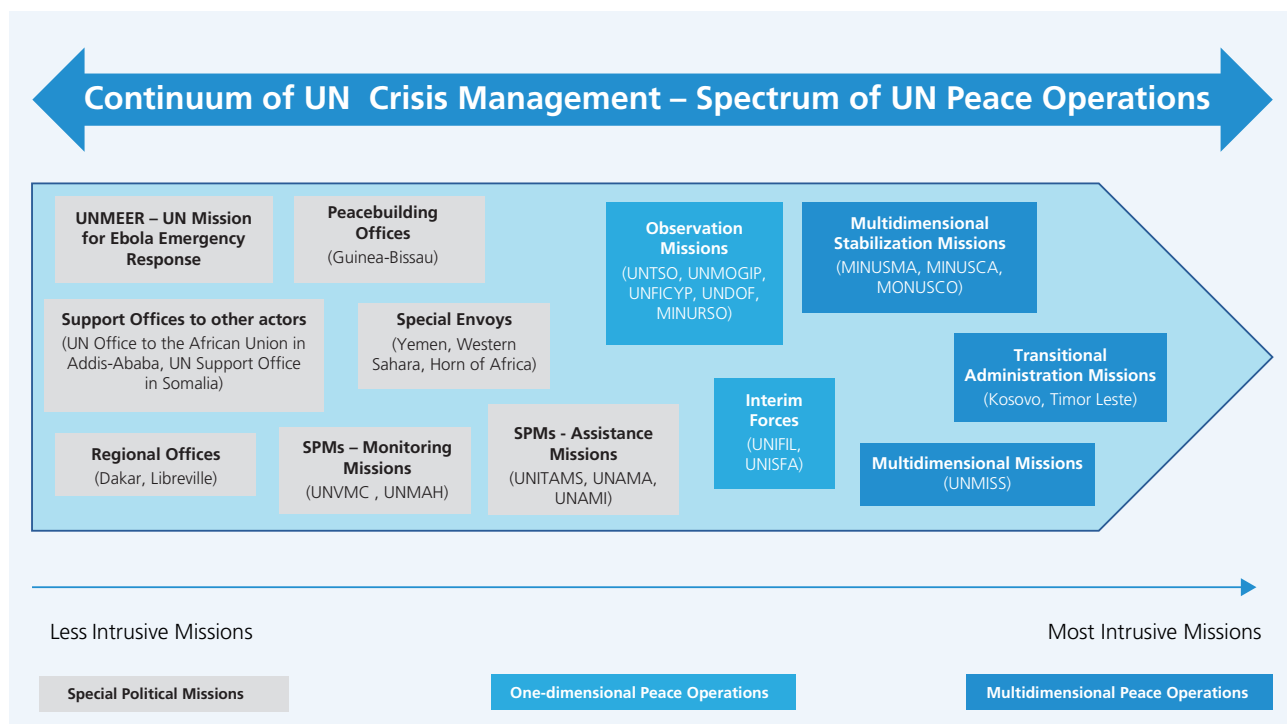 Continuum of UN Crisis Management – Spectrum of UN Peace Operations
UNMEER – UN Mission
for Ebola Emergency
Response
Peacebuilding
Offices
(Guinea-Bissau)
Observation
Missions
(UNTSO, UNMOGIP,
UNFICYP, UNDOF,
MINURSO)
Multidimensional
Stabilization Missions
(MINUSMA, MINUSCA,
MONUSCO)
Support Offices to other actors
(UN Office to the African Union in
Addis-Ababa, UN Support Office
in Somalia)
Special Envoys
(Yemen, Western
Sahara, Horn of Africa)
Transitional
Administration Missions
(Kosovo, Timor Leste)
Interim
Forces
(UNIFIL,
UNISFA)
Regional Offices
(Dakar, Libreville)
SPMs – Monitoring
Missions
(UNVMC , UNMAH)
SPMs - Assistance
Missions
(UNITAMS, UNAMA,
UNAMI)
Multidimensional Missions
(UNMISS)
Less Intrusive Missions
Most Intrusive Missions
Special Political Missions
One-dimensional Peace Operations
Multidimensional Peace Operations